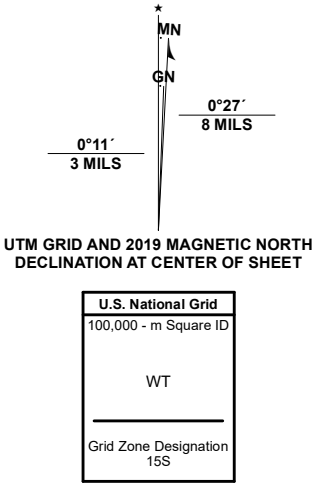 ★
MN
GN
0°27´
8 MILS
0°11´
3 MILS
UTM GRID AND 2019 MAGNETIC NORTH
DECLINATION AT CENTER OF SHEET
U.S. National Grid
100,000 - m Square ID
WT
Grid Zone Designation
15S